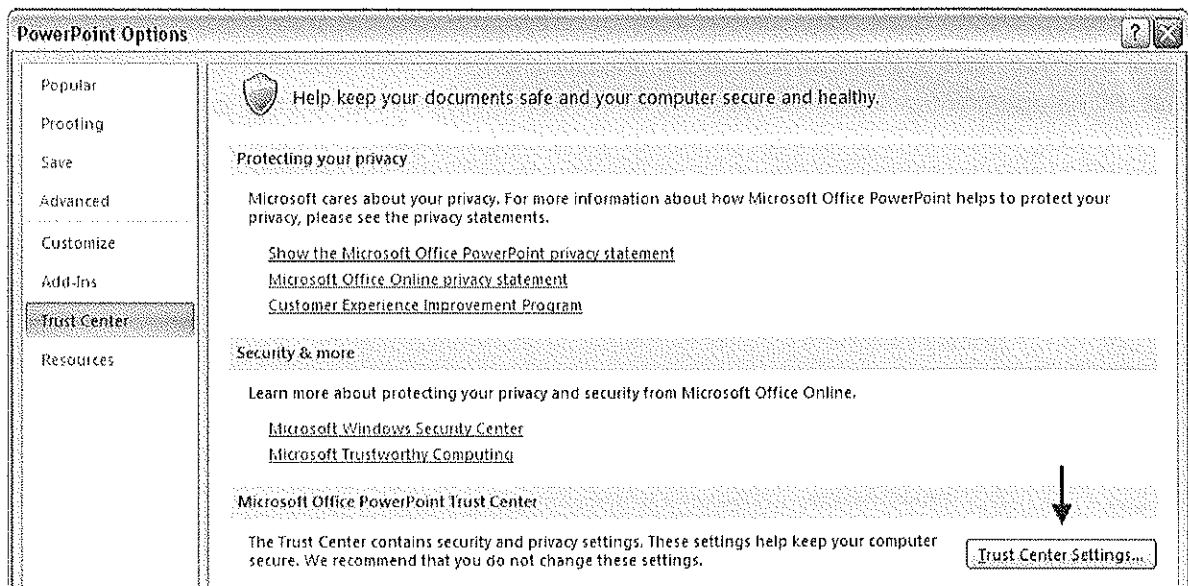 PowerPoint Options
?
Popular
Proofing
Save
Advanced
Customize
Add-Ins
Trust Center
Resources
Help keep your documents safe and your computer secure and healthy.
Protecting your privacy
Microsoft cares about your privacy. For more information about how Microsoft Office PowerPoint helps to protect your
privacy, please see the privacy statements.
Show the Microsoft Office PowerPoint privacy statement
Microsoft Office Online privacy statement
Customer Experience Improvement Program
Security & more
Learn more about protecting your privacy and security from Microsoft Office Online.
Microsoft Windows Security Center
Microsoft Trustworthy Computing
Microsoft Office PowerPoint Trust Center
The Trust Center contains security and privacy settings. These settings help keep your computer
secure. We recommend that you do not change these settings.
Trust Center Settings...